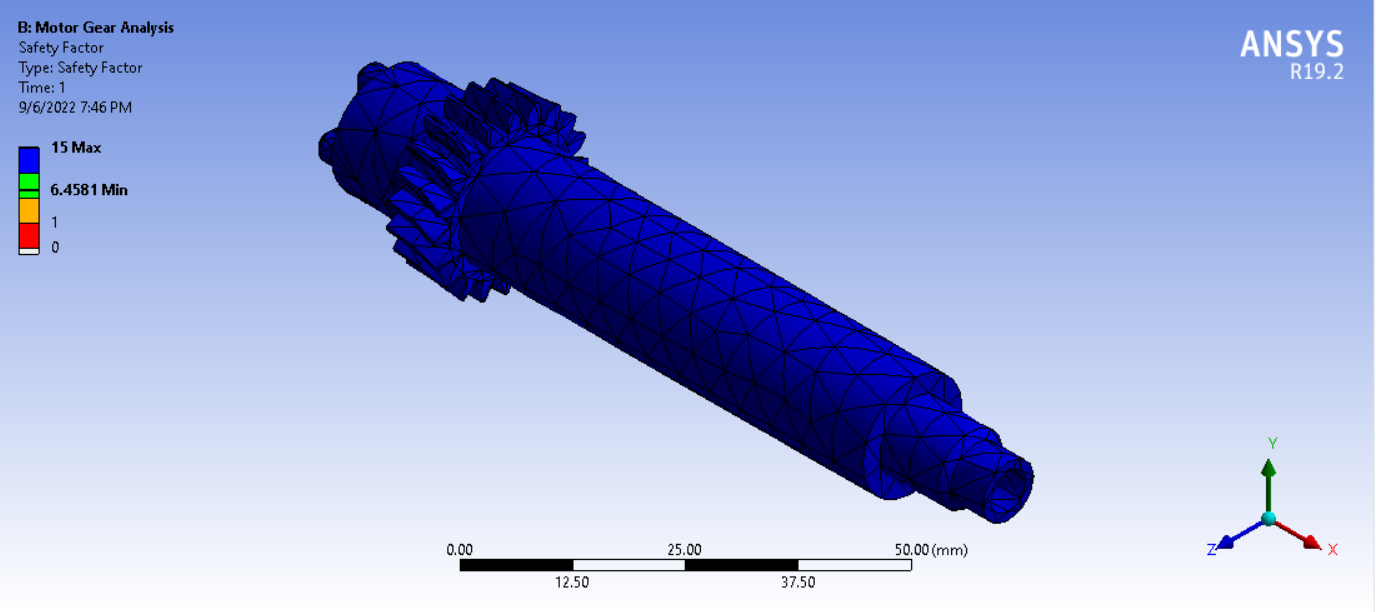 B: Motor Gear Analysis
Safety Factor
Type: Safety Factor
Time: 1
9/6/2022 7:46 PM
15 Max
6.4581 Min
1
0
ANSYS
R19.2
0.00 25.00 50.00 (mm)
12.50 37.50
Y
Z X